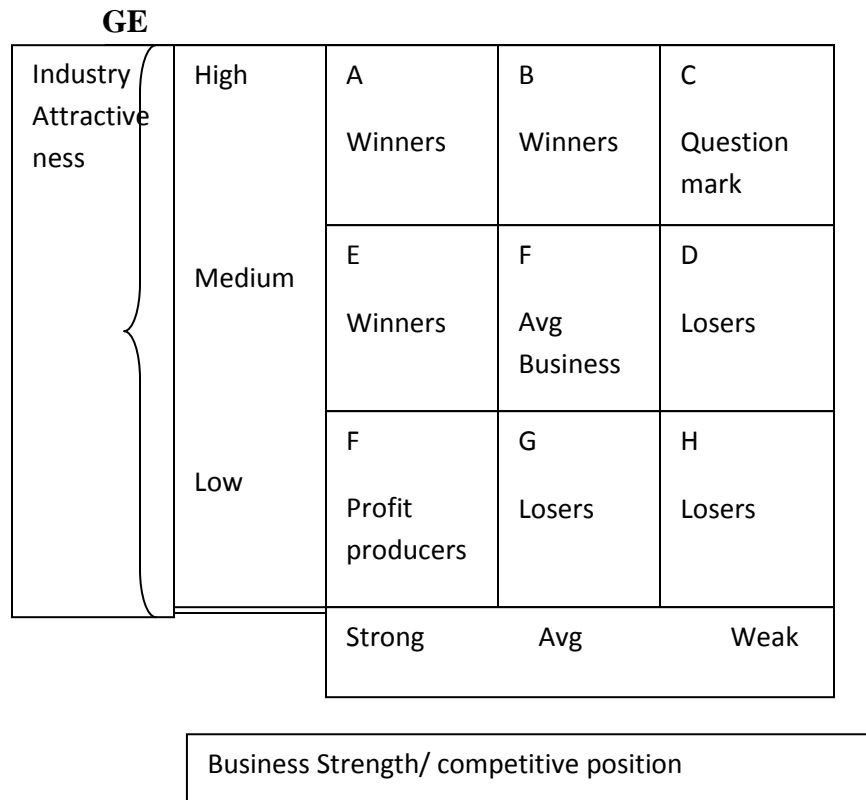 GE
Industry
Attractive
ness
High
A
B
C
Winners
Winners
Question
mark
Medium
E
F
D
Winners
Avg
Business
Losers
Low
F
G
H
Profit
producers
Losers
Losers
Strong Avg Weak
Business Strength/ competitive position